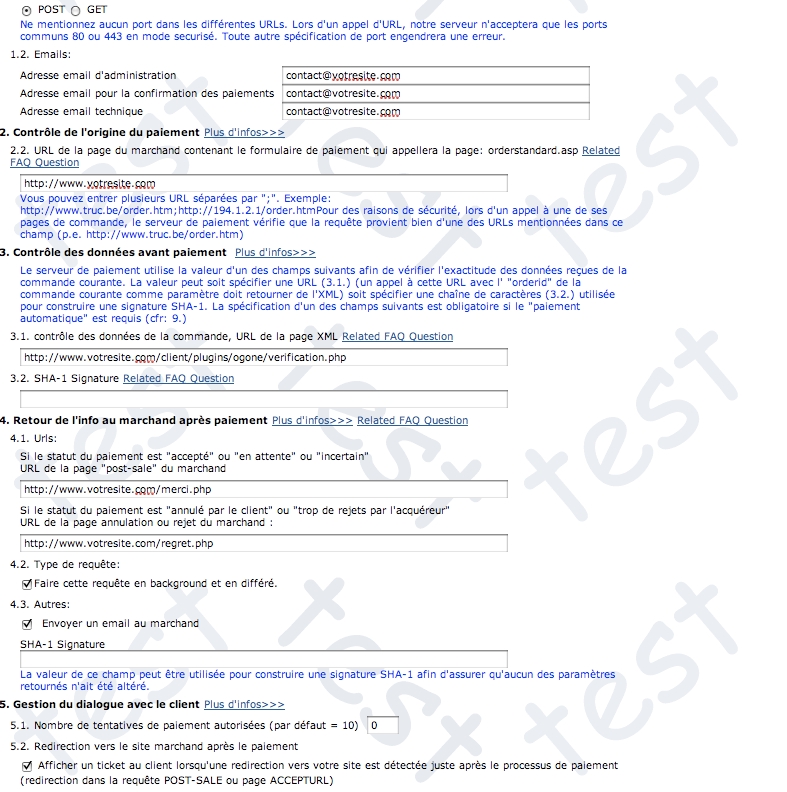 POST GET
Ne mentionnez aucun port dans les différentes URLs. Lors d'un appel d'URL, notre serveur n'acceptera que les ports
communs 80 ou 443 en mode securisé. Toute autre spécification de port engendrera une erreur.
1.2. Emails:
Adresse email d'administration contact@votresite.com
Adresse email pour la confirmation des paiements contact@votresite.com
Adresse email technique contact@votresite.com
2. Contrôle de l'origine du paiement Plus d'infos>>>
2.2. URL de la page du marchand contenant le formulaire de paiement qui appellera la page: orderstandard.asp Related
FAQ Question
http://www.votresite.com
Vous pouvez entrer plusieurs URL séparées par ";". Exemple:
http://www.truc.be/order.htm;http://194.1.2.1/order.htmPour des raisons de sécurité, lors d'un appel à une de ses
pages de commande, le serveur de paiement vérifie que la requête provient bien d'une des URLs mentionnées dans ce
champ (p.e. http://www.truc.be/order.htm)
3. Contrôle des données avant paiement Plus d'infos>>>
Le serveur de paiement utilise la valeur d'un des champs suivants afin de vérifier l'exactitude des données reçues de la
commande courante. La valeur peut soit spécifier une URL (3.1.) (un appel à cette URL avec l' "orderid" de la
commande courante comme paramètre doit retourner de l'XML) soit spécifier une chaîne de caractères (3.2.) utilisée
pour construire une signature SHA-1. La spécification d'un des champs suivants est obligatoire si le "paiement
automatique" est requis (cfr: 9.)
3.1. contrôle des données de la commande, URL de la page XML Related FAQ Question
http://www.votresite.com/client/plugins/ogone/verification.php
3.2. SHA-1 Signature Related FAQ Question
4. Retour de l'info au marchand après paiement Plus d'infos>>> Related FAQ Question
4.1. Urls:
Si le statut du paiement est "accepté" ou "en attente" ou "incertain"
URL de la page "post-sale" du marchand
http://www.votresite.com/merci.php
Si le statut du paiement est "annulé par le client" ou "trop de rejets par l'acquéreur"
URL de la page annulation ou rejet du marchand :
http://www.votresite.com/regret.php
4.2. Type de requête:
Faire cette requête en background et en différé.
4.3. Autres:
Envoyer un email au marchand
SHA-1 Signature
La valeur de ce champ peut être utilisée pour construire une signature SHA-1 afin d'assurer qu'aucun des paramètres
retournés n'ait été altéré.
5. Gestion du dialogue avec le client Plus d'infos>>>
5.1. Nombre de tentatives de paiement autorisées (par défaut = 10) 0
5.2. Redirection vers le site marchand après le paiement
Afficher un ticket au client lorsqu'une redirection vers votre site est détectée juste après le processus de paiement
(redirection dans la requête POST-SALE ou page ACCEPTURL)
test
test
test
test
test
test
test
test
test